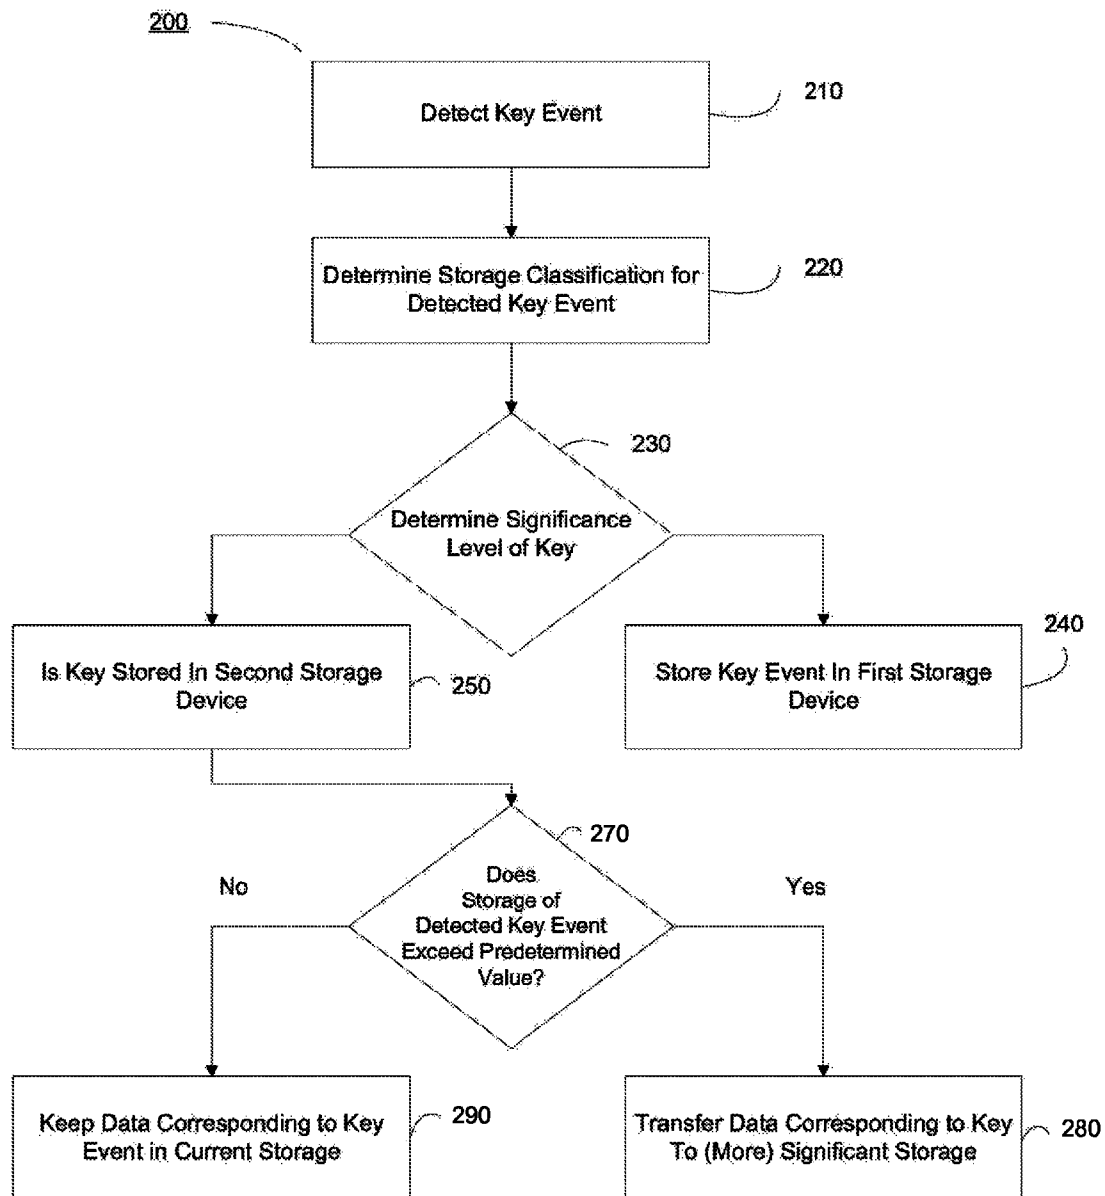 200
Detect Key Event
210
Determine Storage Classification for
Detected Key Event
220
230
Determine Significance
Level of Key
Is Key Stored In Second Storage
Device
250
240
Store Key Event In First Storage
Device
270
Does
Storage of
Detected Key Event
Exceed Predetermined
Value?
No
Yes
Keep Data Corresponding to Key
Event in Current Storage
290
Transfer Data Corresponding to Key
To (More) Significant Storage
280